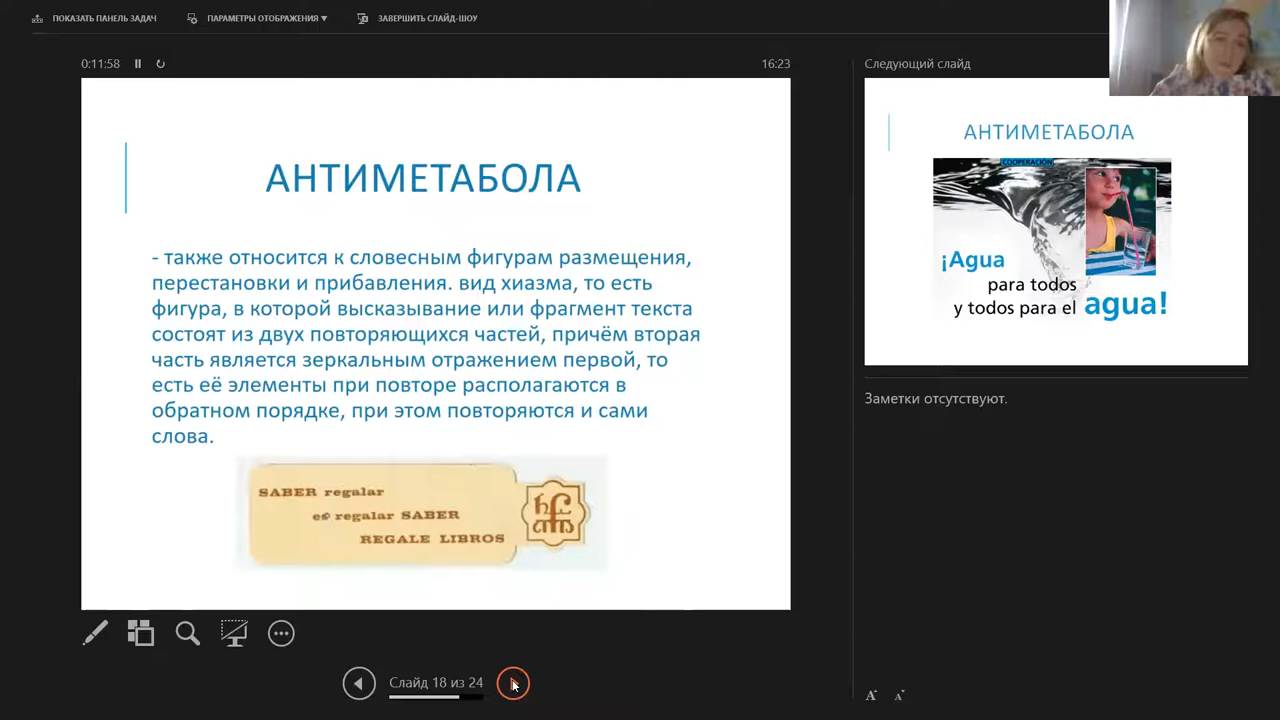 ПОКАЗАТЬ ПАНЕЛЬ ЗАДАЧ
ПАРАМЕТРЫ ОТОБРАЖЕНИЯ ▼
ЗАВЕРШИТЬ СЛАЙД-ШОУ
0:11:58
16:23
АНТИМЕТАБОЛА
- также относится к словесным фигурам размещения,
перестановки и прибавления. вид хиазма, то есть
фигура, в которой высказывание или фрагмент текста
состоят из двух повторяющихся частей, причём вторая
часть является зеркальным отражением первой, то
есть её элементы при повторе располагаются в
обратном порядке, при этом повторяются и сами
слова.
SABER regalar
es regalar SABER
REGALE LIBROS
Слайд 18 из 24
Следующий слайд
АНТИМЕТАБОЛА
COOPERACIÓN
¡Agua
para todos
y todos para el agua!
Заметки отсутствуют.